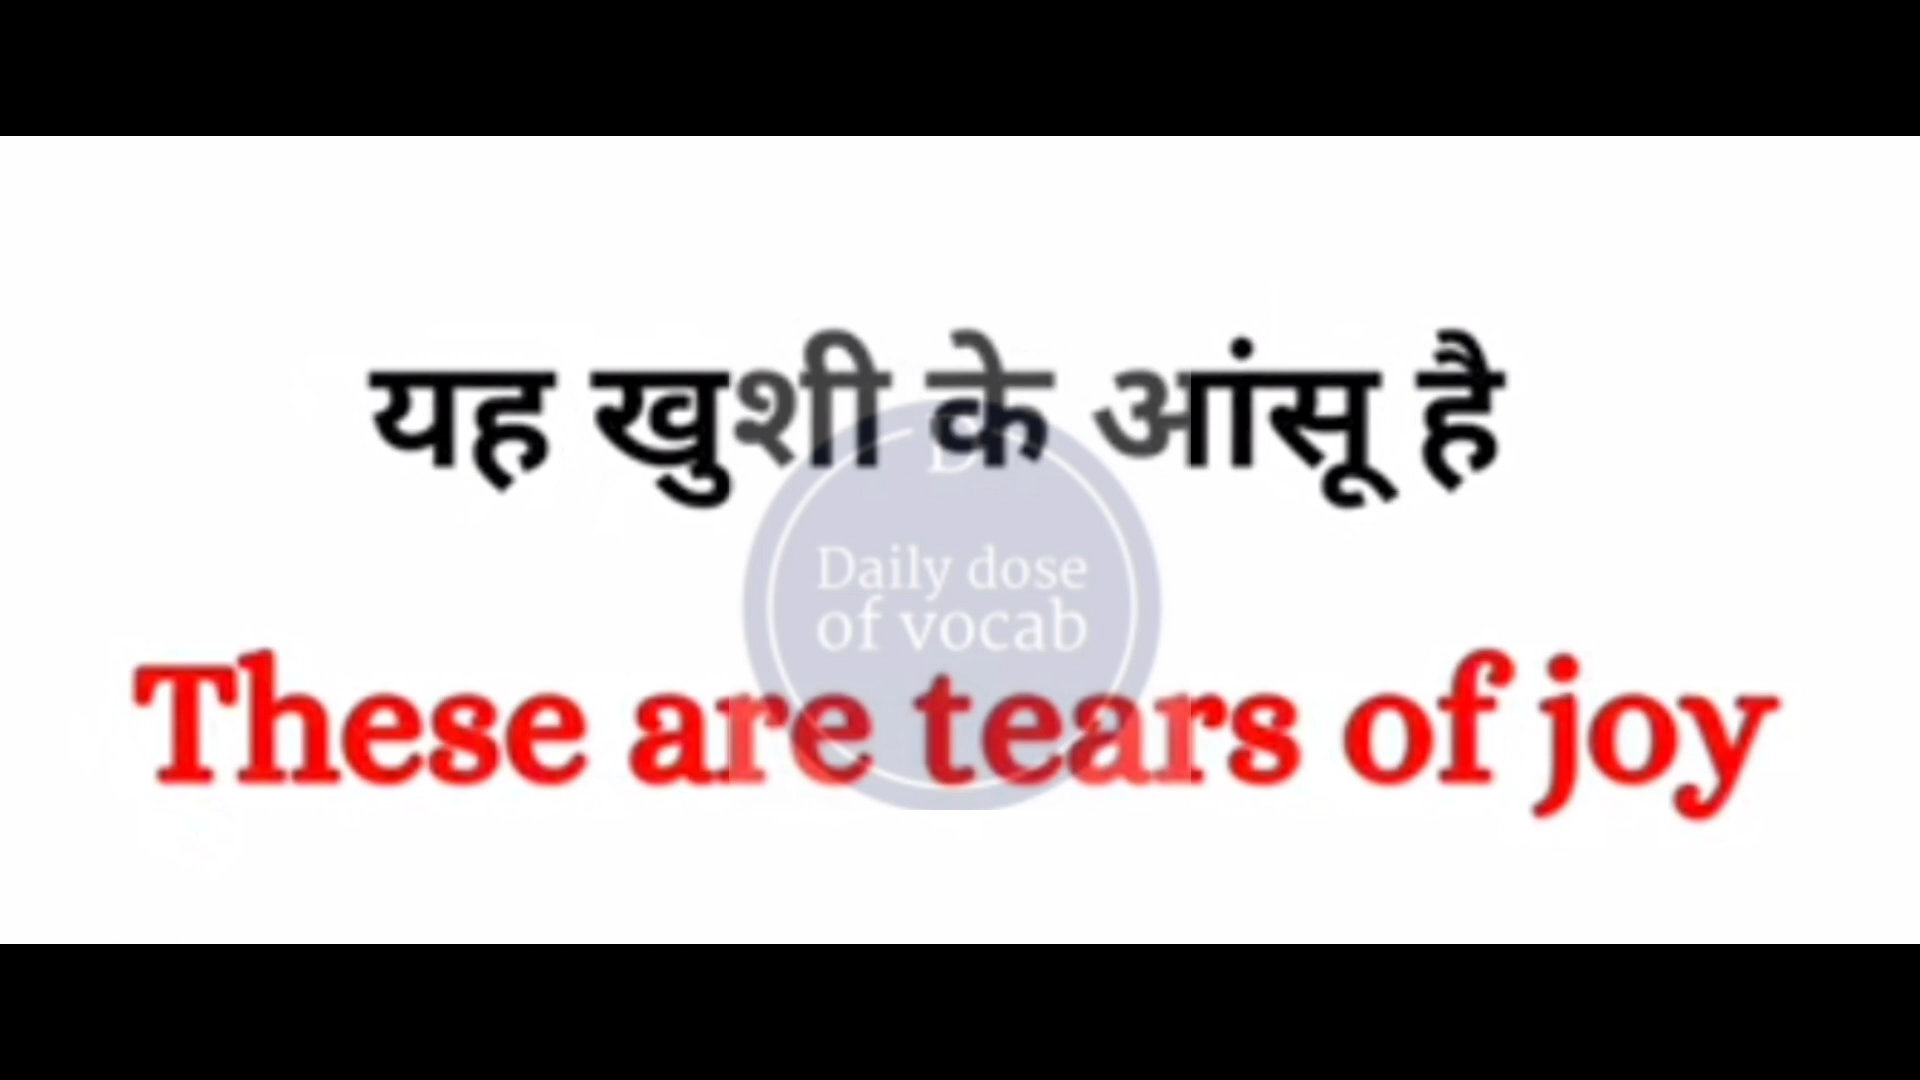 यह खुशी के आंसू है
D
Daily dose
of vocab
These are tears of joy